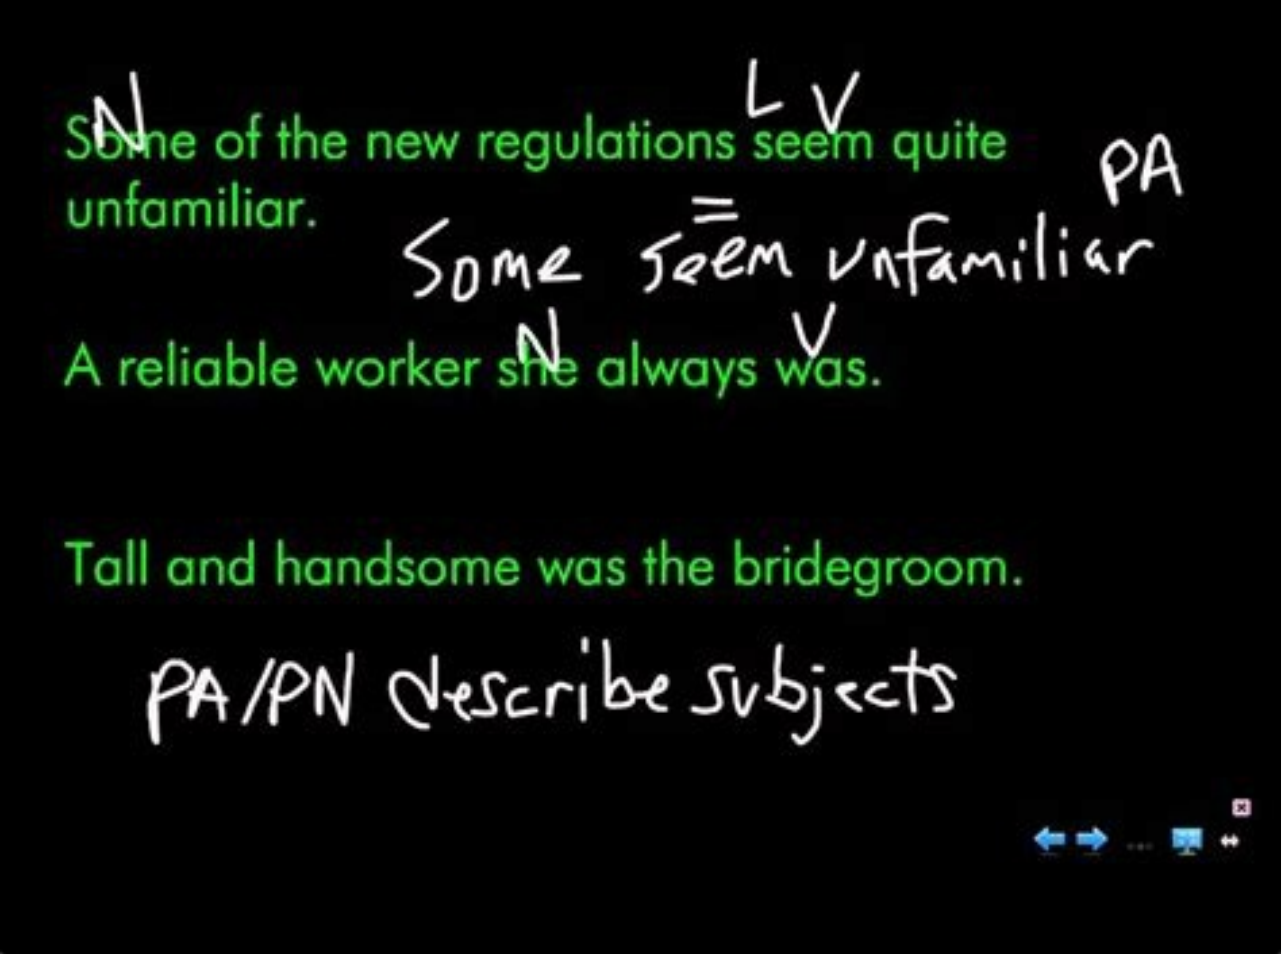 N L V
Some of the new regulations seem quite
PA
unfamiliar.
=
Some seem unfamiliar
N V
A reliable worker she always was.
Tall and handsome was the bridegroom.
PA/PN describe subjects